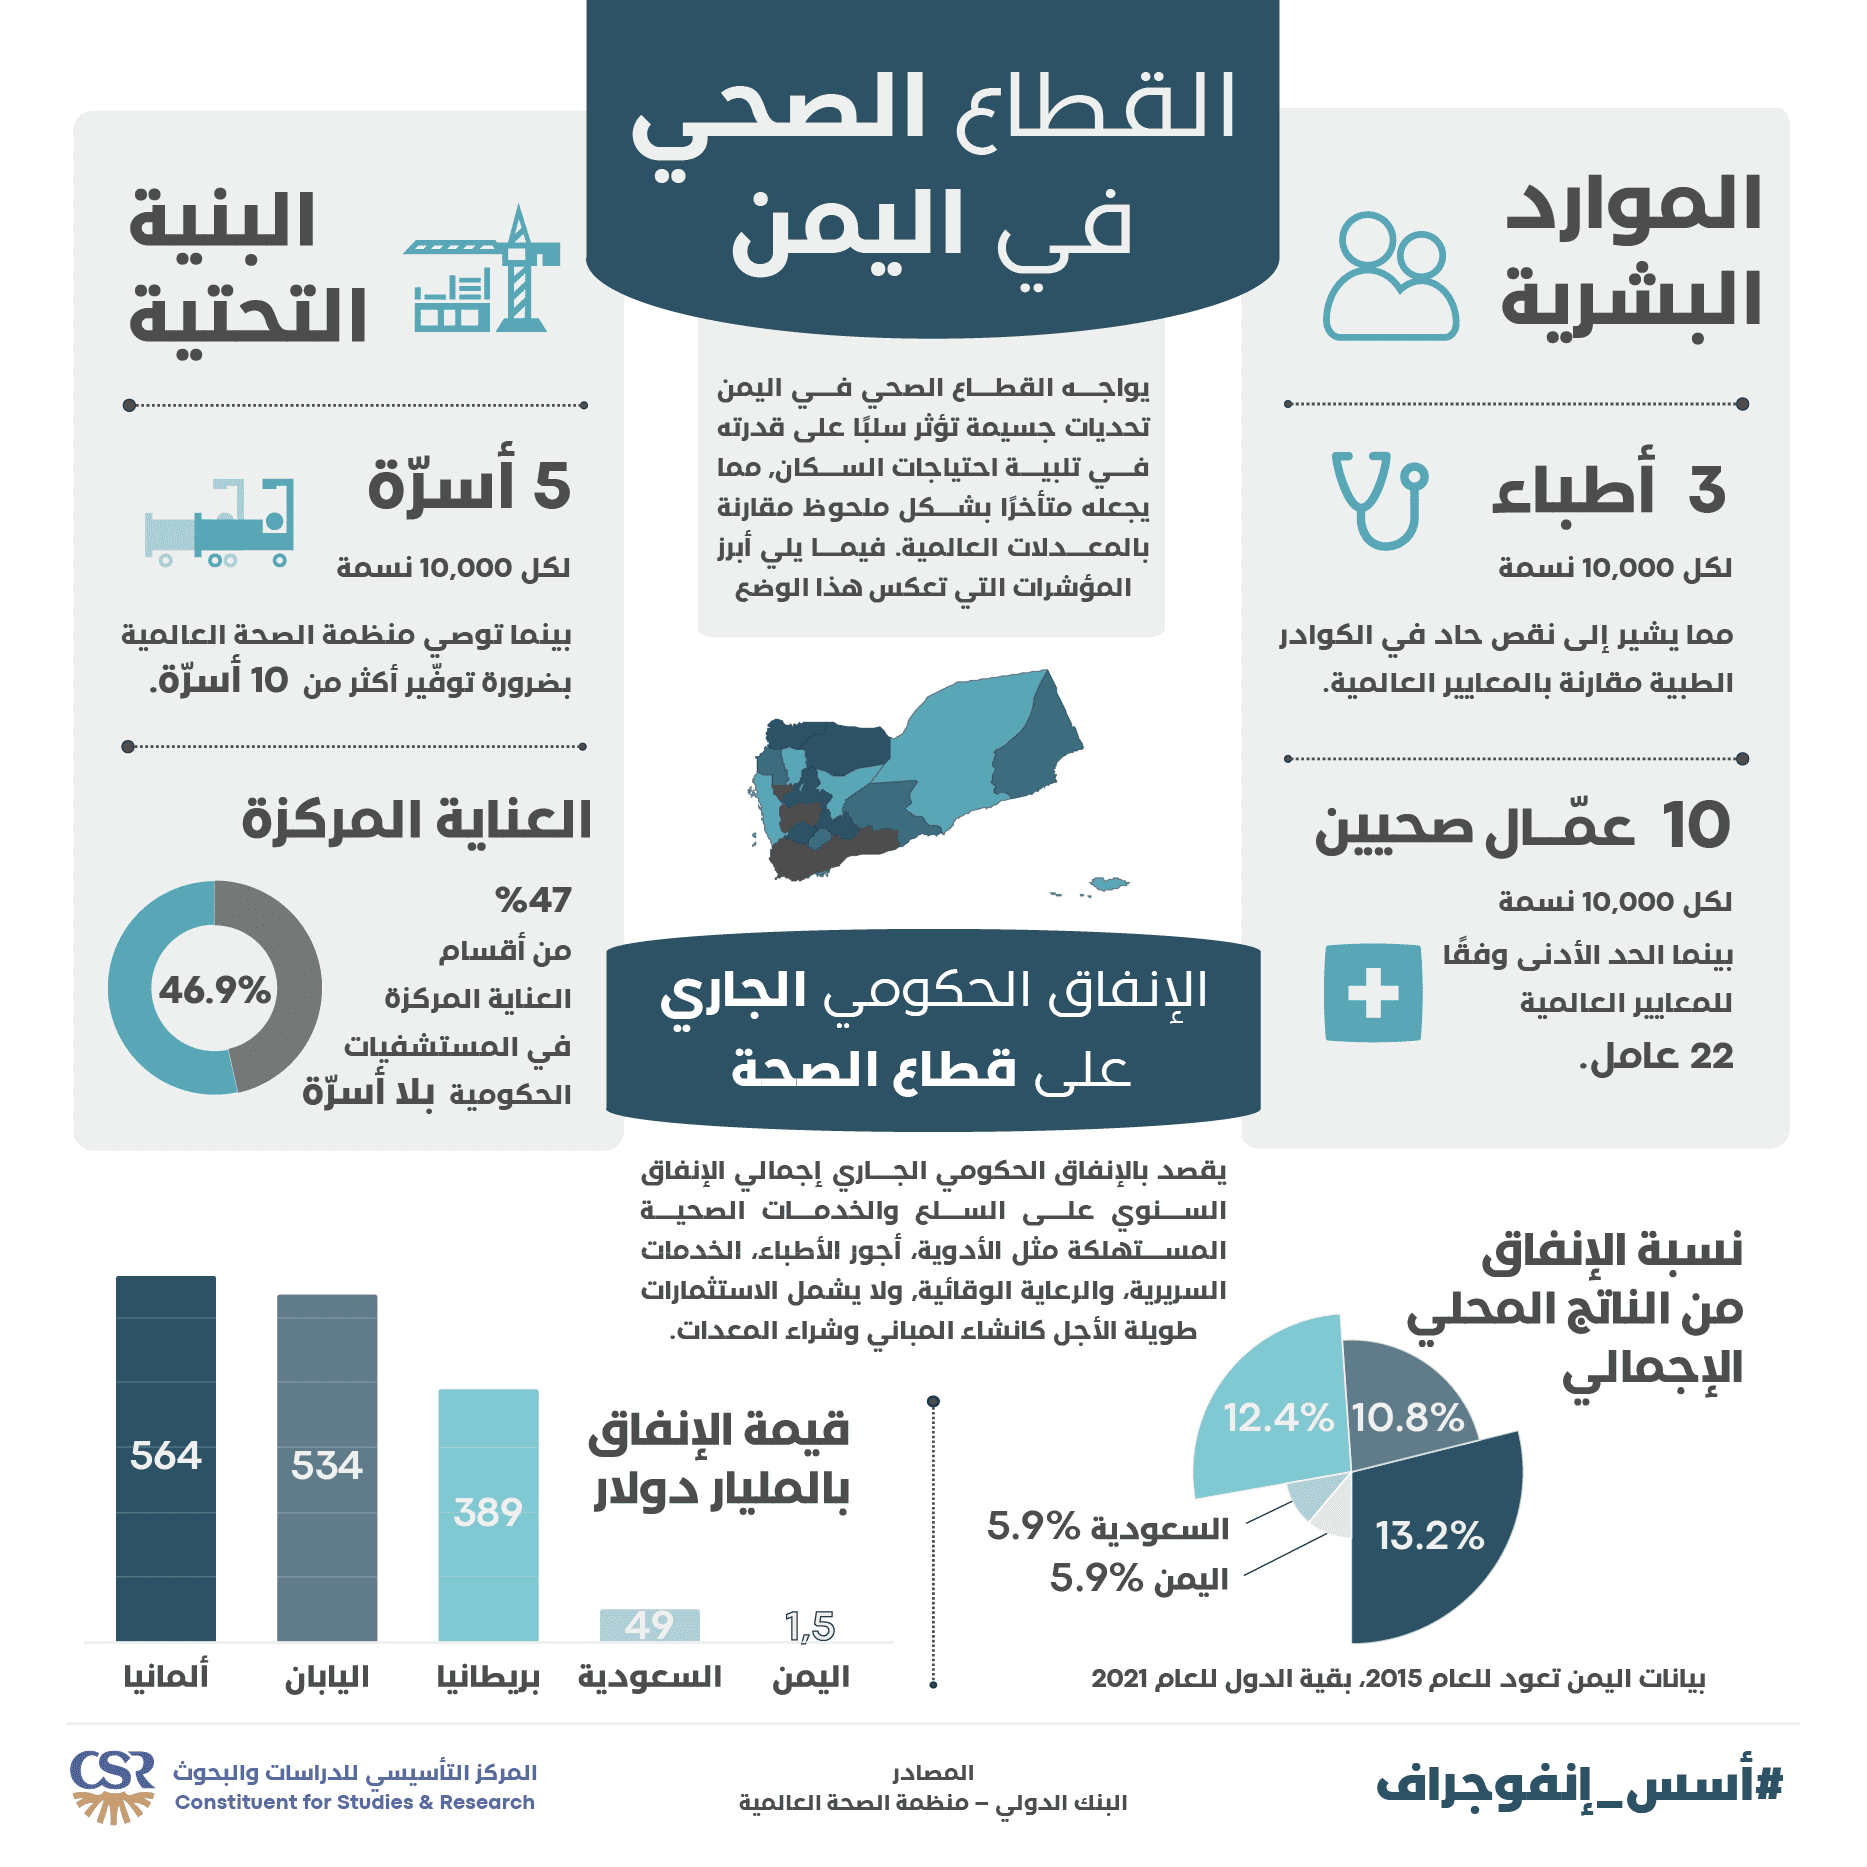 القطاع الصحي
في اليمن
يواجه القطاع الصحي في اليمن
تحديات جسيمة تؤثر سلبًا على قدرته
في تلبية احتياجات السكان, مما
يجعله متأخرًا بشكل ملحوظ مقارنة
بالمعدلات العالمية. فيما يلي أبرز
المؤشرات التي تعكس هذا الوضع
الموارد
البشرية
3 أطباء
لكل 10,000 نسمة
مما يشير إلى نقص حاد في الكوادر
الطبية مقارنة بالمعايير العالمية.
10 عمّال صحيين
لكل 10,000 نسمة
بينما الحد الأدنى وفقًا
للمعايير العالمية
22 عامل.
البنية
التحتية
5 أسرّة
لكل 10,000 نسمة
بينما توصي منظمة الصحة العالمية
بضرورة توفّير أكثر من 10 أسرّة.
العناية المركزة
%47
من أقسام
العناية المركزة
في المستشفيات
الحكومية بلا أسرّة
46.9%
الإنفاق الحكومي الجاري
على قطاع الصحة
يقصد بالإنفاق الحكومي الجاري إجمالي الإنفاق
السنوي على السلع والخدمات الصحية
المستهلكة مثل الأدوية، أجور الأطباء، الخدمات
السريرية، والرعاية الوقائية, ولا يشمل الاستثمارات
طويلة الأجل كانشاء المباني وشراء المعدات.
نسبة الإنفاق
من الناتج المحلي
الإجمالي
12.4%
10.8%
13.2%
السعودية 5.9%
اليمن 5.9%
بيانات اليمن تعود للعام 2015، بقية الدول للعام 2021
قيمة الإنفاق
بالمليار دولار
564
534
389
49
1,5
ألمانيا
اليابان
بريطانيا
السعودية
اليمن
#أسس_إنفوجراف
المصادر
البنك الدولي – منظمة الصحة العالمية
CSR
المركز التأسيسي للدراسات والبحوث
Constituent for Studies & Research